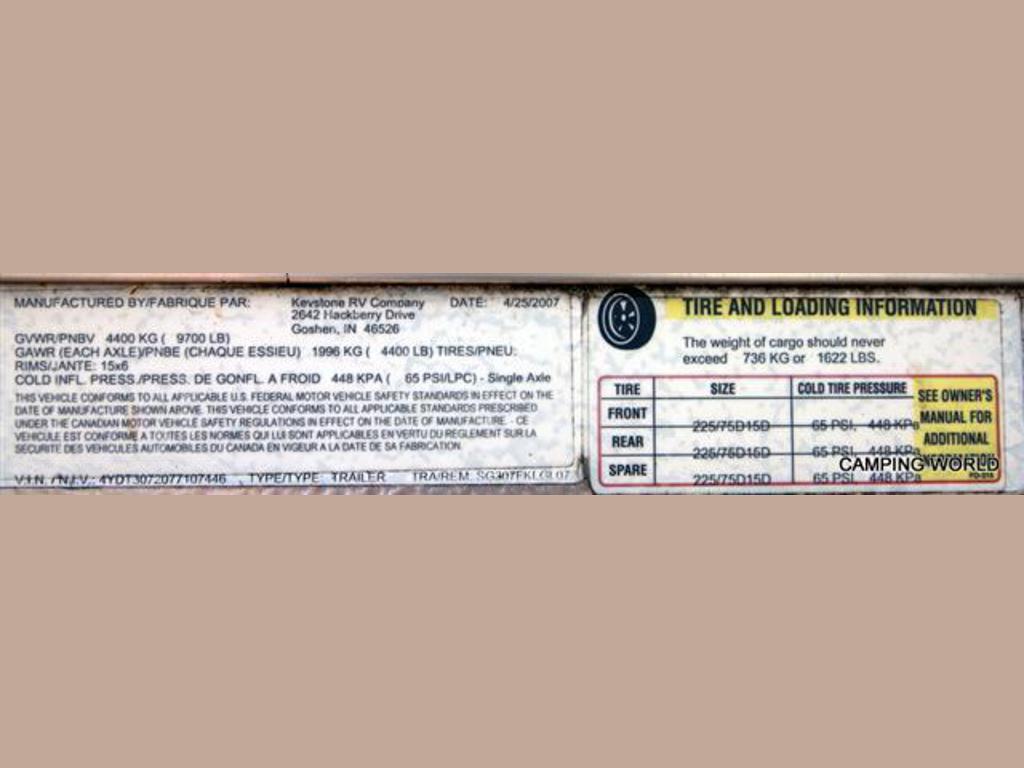 MANUFACTURED BY/FABRIQUE PAR: Keystone RV Company DATE: 4/25/2007
2642 Hackberry Drive
Goshen, IN 46526
GVWR/PNBV 4400 KG ( 9700 LB)
GAWR (EACH AXLE)/PNBE (CHAQUE ESSIEU) 1996 KG ( 4400 LB) TIRES/PNEU:
RIMS/JANTE: 15x6
COLD INFL. PRESS./PRESS. DE GONFL. A FROID 448 KPA ( 65 PSI/LPC) - Single Axle
THIS VEHICLE CONFORMS TO ALL APPLICABLE U.S. FEDERAL MOTOR VEHICLE SAFETY STANDARDS IN EFFECT ON THE
DATE OF MANUFACTURE SHOWN ABOVE. THIS VEHICLE CONFORMS TO ALL APPLICABLE STANDARDS PRESCRIBED
UNDER THE CANADIAN MOTOR VEHICLE SAFETY REGULATIONS IN EFFECT ON THE DATE OF MANUFACTURE. - CE
VEHICULE EST CONFORME A TOUTES LES NORMES QUI LUI SONT APPLICABLES EN VERTU DU REGLEMENT SUR LA
SECURITE DES VEHICULES AUTOMOBILES DU CANADA EN VIGEUR A LA DATE DE SA FABRICATION.
V.I.N. / N.I.V.: 4YDT3072077107446 TYPE/TYPE: TRAILER TRA/REM:
TIRE AND LOADING INFORMATION
The weight of cargo should never
exceed 736 KG or 1622 LBS.
TIRE SIZE COLD TIRE PRESSURE
FRONT 225/75D15D 65 PSI, 448 KPa
REAR 225/75D15D 65 PSI, 448 KPa
SPARE 225/75D15D 65 PSI, 448 KPa
SEE OWNER'S
MANUAL FOR
ADDITIONAL
INFORMATION
CAMPING WORLD